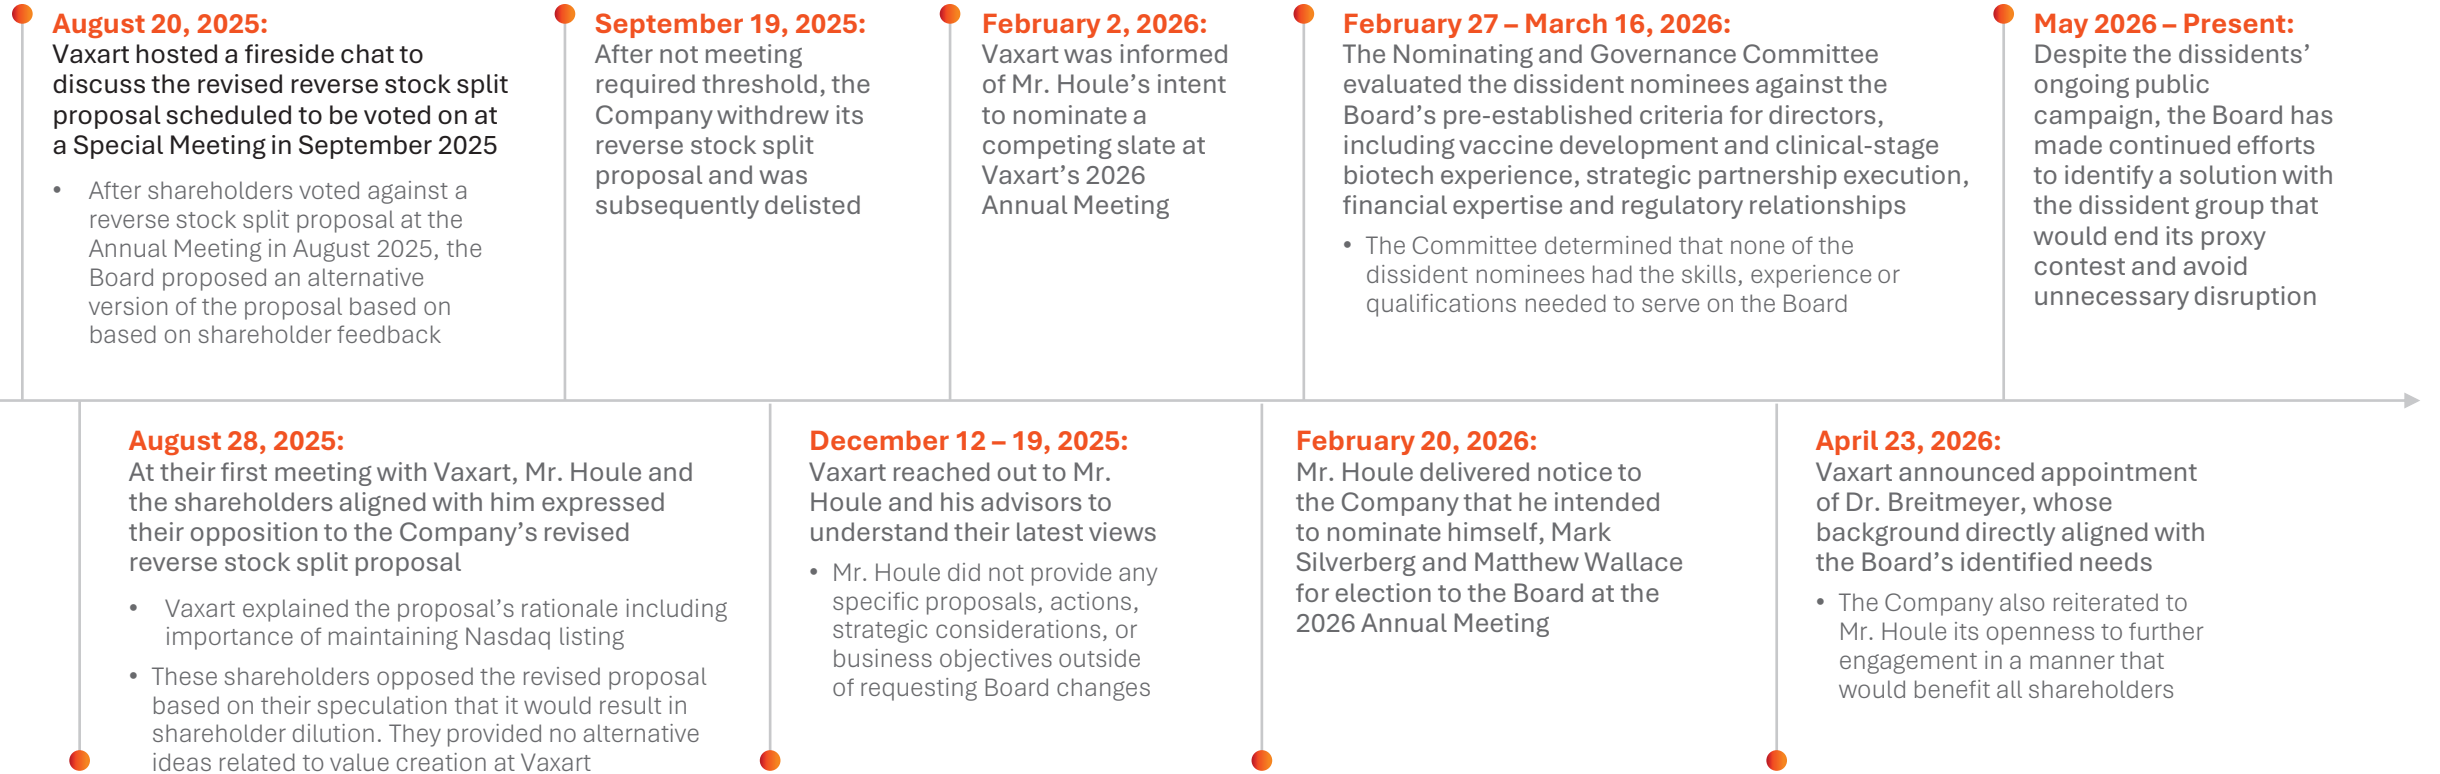 August 20, 2025:
Vaxart hosted a fireside chat to
discuss the revised reverse stock split
proposal scheduled to be voted on at
a Special Meeting in September 2025
• After shareholders voted against a
reverse stock split proposal at the
Annual Meeting in August 2025, the
Board proposed an alternative
version of the proposal based on
based on shareholder feedback
September 19, 2025:
After not meeting
required threshold, the
Company withdrew its
reverse stock split
proposal and was
subsequently delisted
February 2, 2026:
Vaxart was informed
of Mr. Houle’s intent
to nominate a
competing slate at
Vaxart’s 2026
Annual Meeting
February 27 – March 16, 2026:
The Nominating and Governance Committee
evaluated the dissident nominees against the
Board’s pre-established criteria for directors,
including vaccine development and clinical-stage
biotech experience, strategic partnership execution,
financial expertise and regulatory relationships
• The Committee determined that none of the
dissident nominees had the skills, experience or
qualifications needed to serve on the Board
May 2026 – Present:
Despite the dissidents’
ongoing public
campaign, the Board has
made continued efforts
to identify a solution with
the dissident group that
would end its proxy
contest and avoid
unnecessary disruption
August 28, 2025:
At their first meeting with Vaxart, Mr. Houle and
the shareholders aligned with him expressed
their opposition to the Company’s revised
reverse stock split proposal
• Vaxart explained the proposal’s rationale including
importance of maintaining Nasdaq listing
• These shareholders opposed the revised proposal
based on their speculation that it would result in
shareholder dilution. They provided no alternative
ideas related to value creation at Vaxart
December 12 – 19, 2025:
Vaxart reached out to Mr.
Houle and his advisors to
understand their latest views
• Mr. Houle did not provide any
specific proposals, actions,
strategic considerations, or
business objectives outside
of requesting Board changes
February 20, 2026:
Mr. Houle delivered notice to
the Company that he intended
to nominate himself, Mark
Silverberg and Matthew Wallace
for election to the Board at the
2026 Annual Meeting
April 23, 2026:
Vaxart announced appointment
of Dr. Breitmeyer, whose
background directly aligned with
the Board’s identified needs
• The Company also reiterated to
Mr. Houle its openness to further
engagement in a manner that
would benefit all shareholders